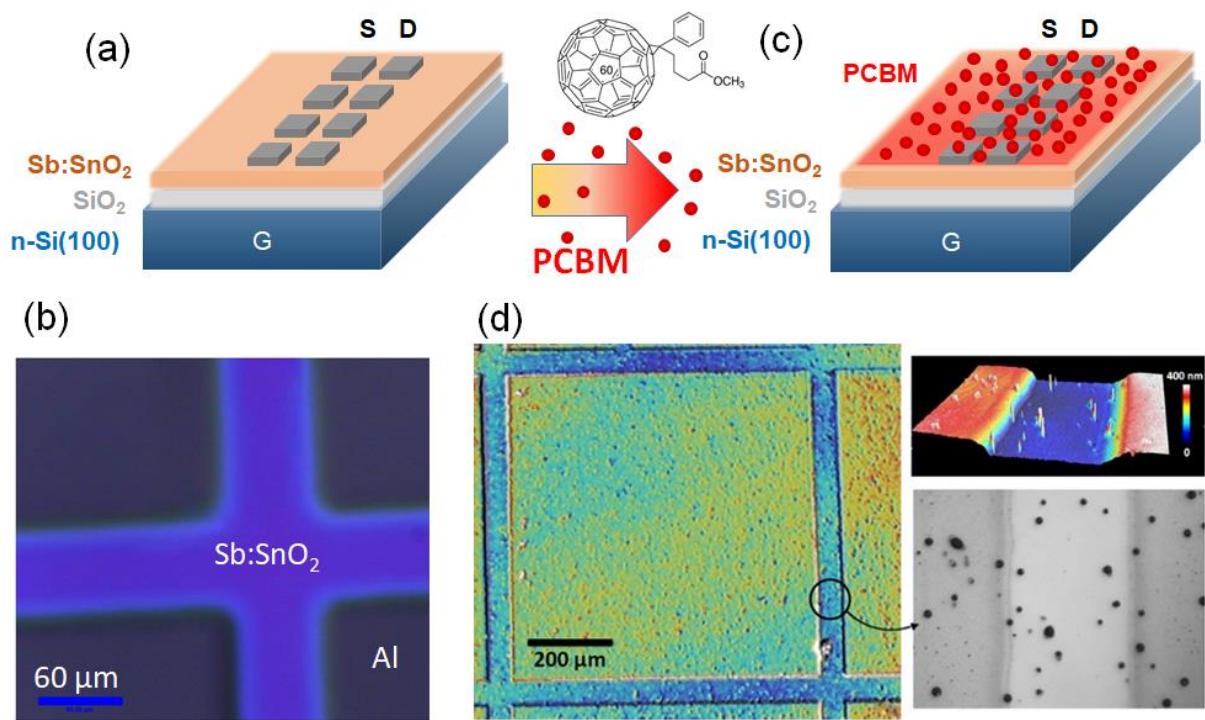 (a)
S D
Sb:SnO₂
SiO₂
n-Si(100)
G
60
O
OCH₃
PCBM
(c)
S D
PCBM
Sb:SnO₂
SiO₂
n-Si(100)
G
(b)
Sb:SnO₂
Al
60 µm
(d)
200 µm
400 nm
0